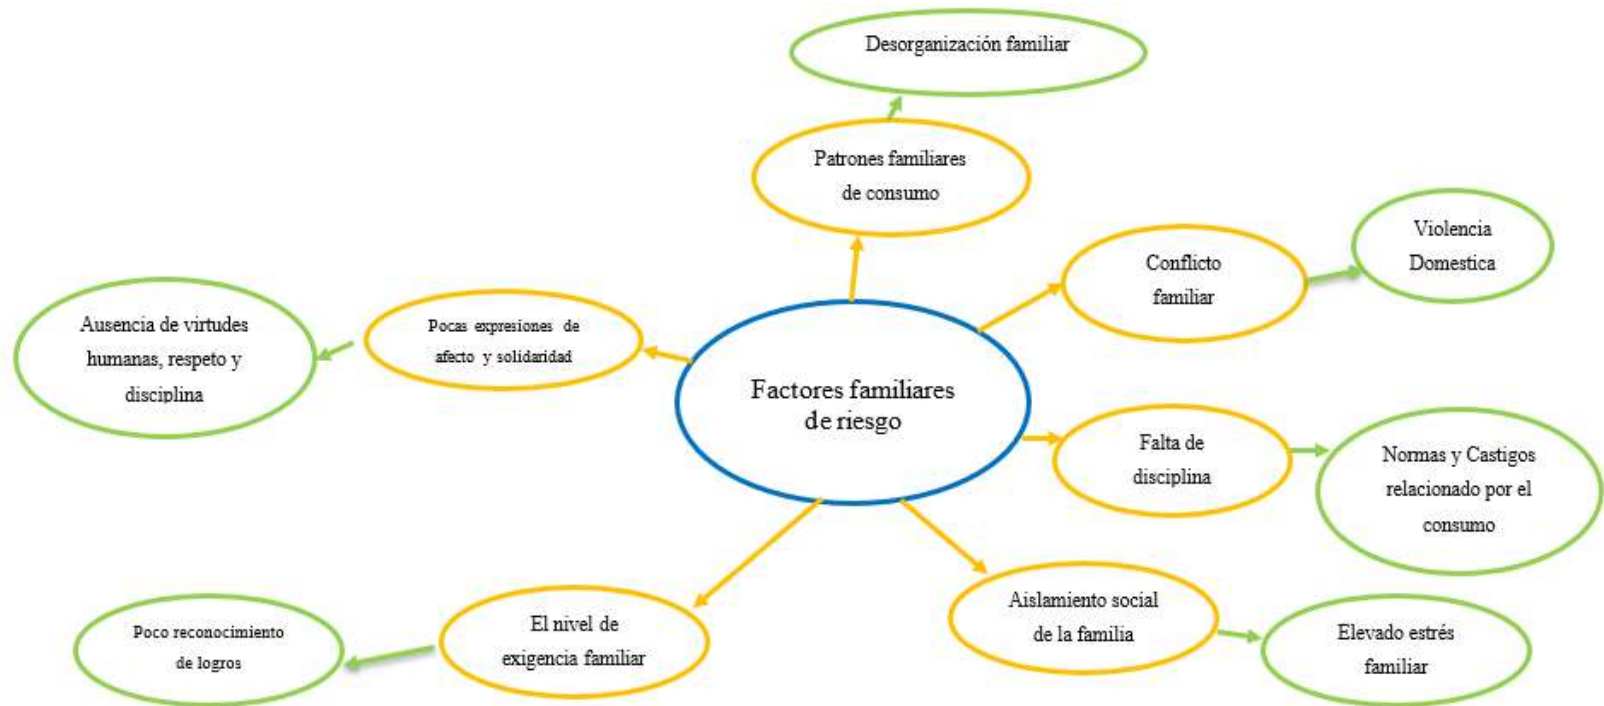 Desorganización familiar
Patrones familiares
de consumo
Conflicto
familiar
Violencia
Domestica
Ausencia de virtudes
humanas, respeto y
disciplina
Pocas expresiones de
afecto y solidaridad
Factores familiares
de riesgo
Falta de
disciplina
Normas y Castigos
relacionado por el
consumo
Poco reconocimiento
de logros
El nivel de
exigencia familiar
Aislamiento social
de la familia
Elevado estrés
familiar